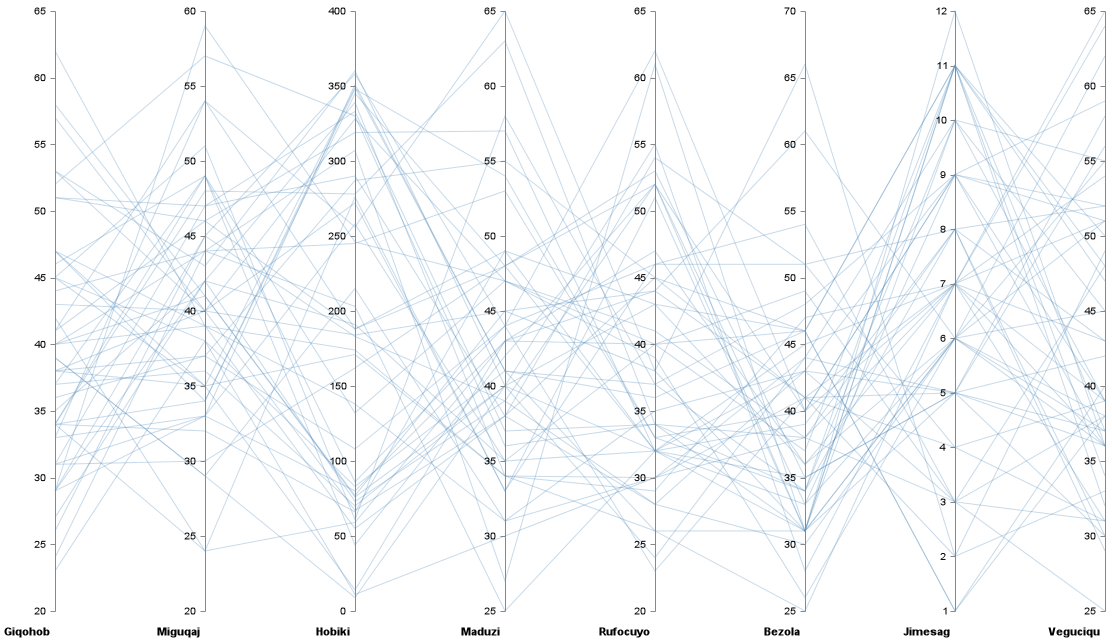 65 60 400 65 65 70 12 65
60 55 350 60 60 65 11 60
55 50 300 55 55 60 10 55
50 45 250 50 50 55 9 50
45 40 200 45 45 50 8 45
40 35 150 40 40 45 7 40
35 30 100 35 35 40 6 35
30 25 50 30 30 35 5 30
25 20 0 25 25 30 4 25
20 20 25 3
2
1
Giqohob Miguqaj Hobiki Maduzi Rufocuyo Bezola Jimesag Veguciqu